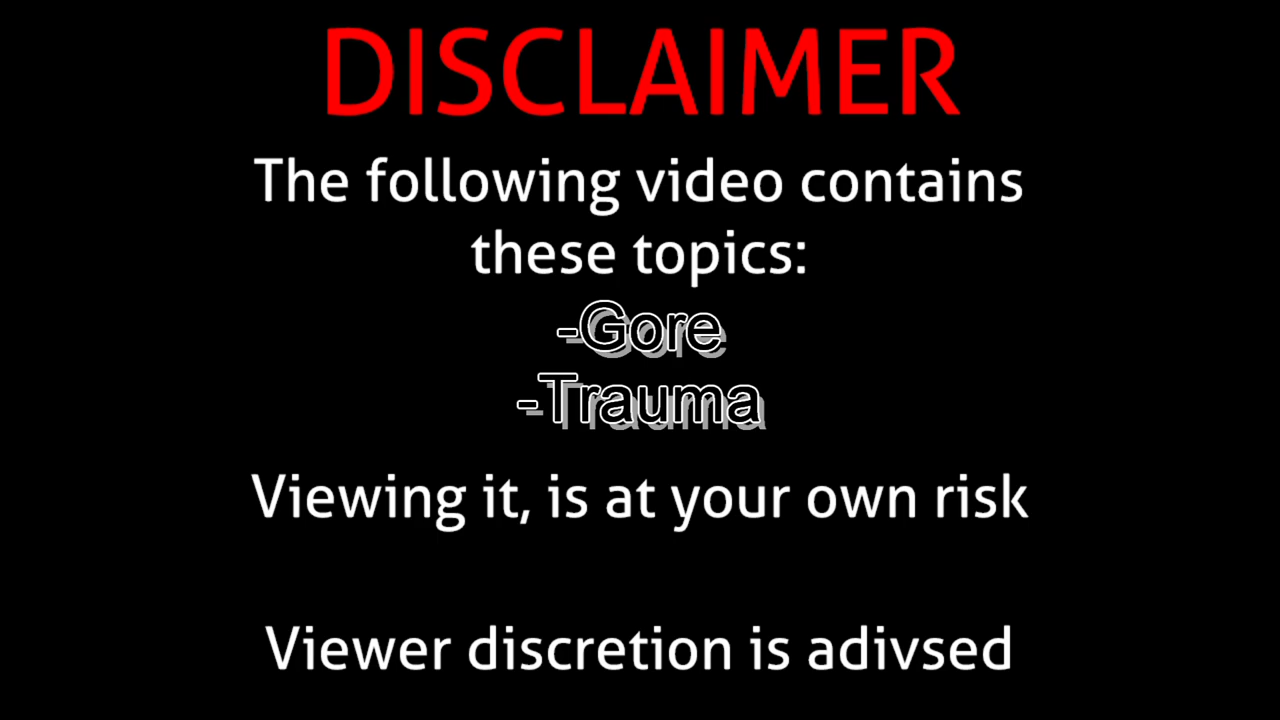 DISCLAIMER
The following video contains
these topics:
-Gore
-Trauma
Viewing it, is at your own risk
Viewer discretion is adivsed